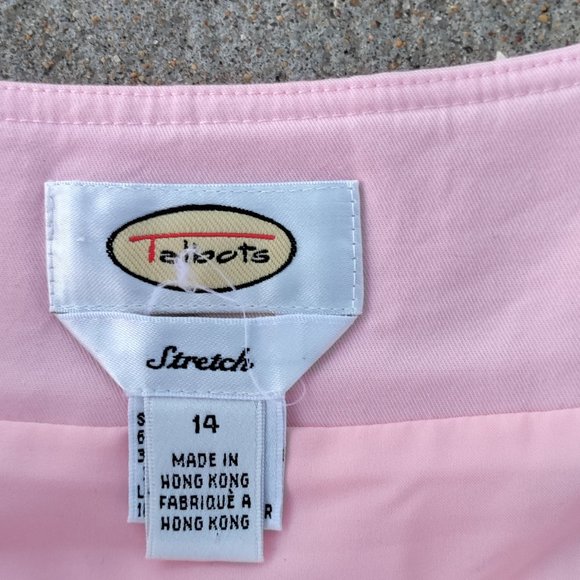 Talbots
Stretch
14
MADE IN
HONG KONG
FABRIQUÈ A
HONG KONG